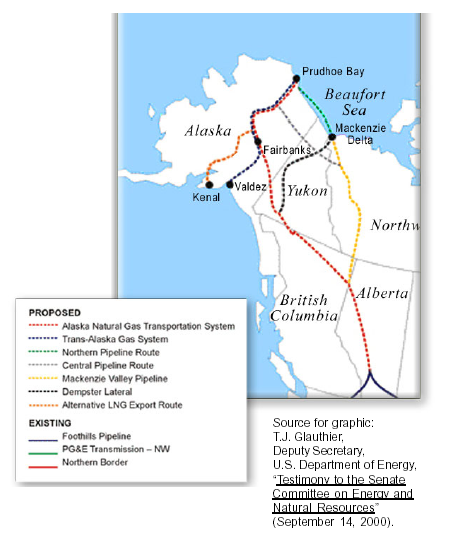 Prudhoe Bay
Beaufort
Sea
Alaska
Mackenzie
Delta
Fairbanks
Valdez
Kenal
Yukon
Northw
British
Columbia
Alberta
PROPOSED
Alaska Natural Gas Transportation System
Trans-Alaska Gas System
Northern Pipeline Route
Central Pipeline Route
Mackenzie Valley Pipeline
Dempster Lateral
Alternative LNG Export Route
EXISTING
Foothills Pipeline
PG&E Transmission – NW
Northern Border
Source for graphic:
T.J. Glauthier,
Deputy Secretary,
U.S. Department of Energy,
“Testimony to the Senate
Committee on Energy and
Natural Resources”
(September 14, 2000).